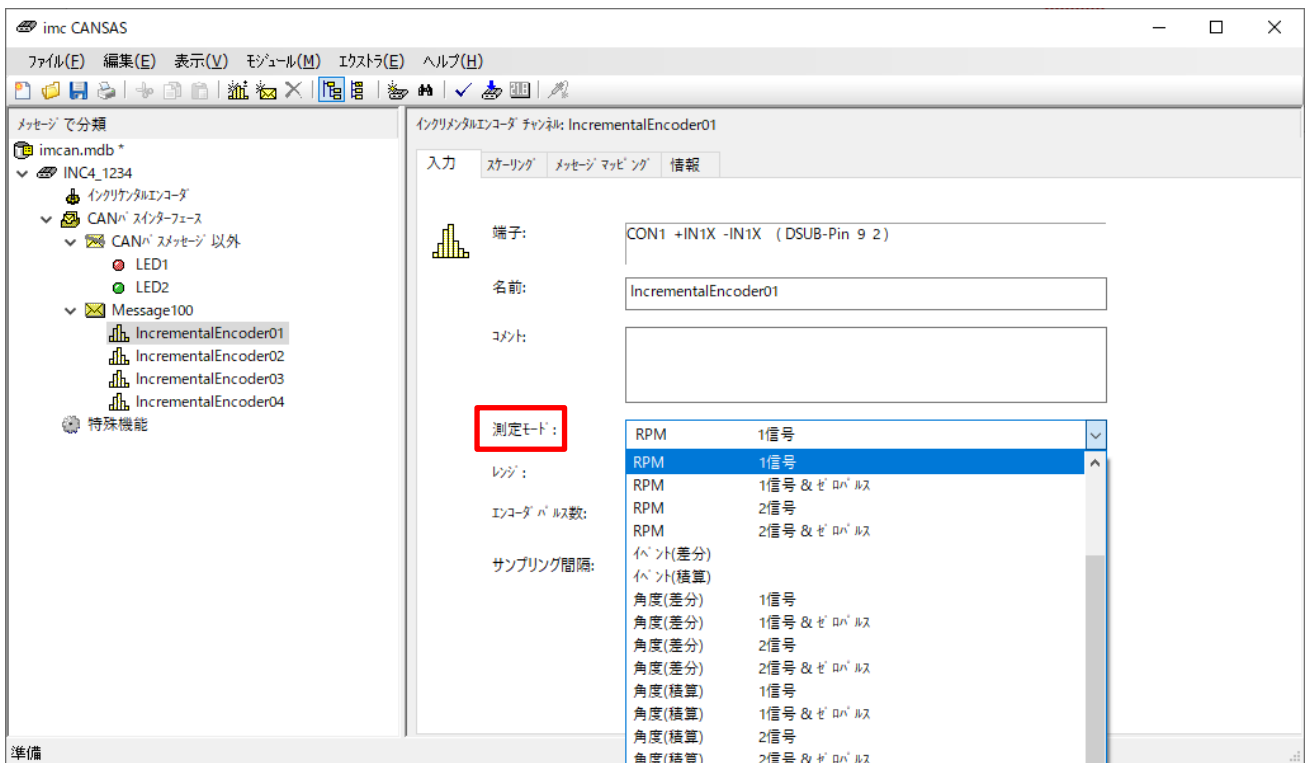 imc CANSAS
ﾌｧｲﾙ(F) 編集(E) 表示(V) ﾓｼﾞｭｰﾙ(M) ｴｸｽﾄﾗ(E) ﾍﾙﾌﾟ(H)
ﾒｯｾｰｼﾞで分類
imcan.mdb *
INC4_1234
ｲﾝｸﾘｹﾝﾀﾙｴﾝｺｰﾀﾞ
CANﾊﾞｽｲﾝﾀｰﾌｪｰｽ
CANﾊﾞｽﾒｯｾｰｼﾞ以外
LED1
LED2
Message100
IncrementalEncoder01
IncrementalEncoder02
IncrementalEncoder03
IncrementalEncoder04
特殊機能
ｲﾝｸﾘﾒﾝﾀﾙｴﾝｺｰﾀﾞ ﾁｬﾝﾈﾙ: IncrementalEncoder01
入力 ｽｹｰﾘﾝｸﾞ ﾒｯｾｰｼﾞﾏｯﾋﾟﾝｸﾞ 情報
端子: CON1 +IN1X -IN1X ( DSUB-Pin 9 2 )
名前: IncrementalEncoder01
ｺﾒﾝﾄ:
測定ﾓｰﾄﾞ: RPM 1信号
ﾚﾝｼﾞ:
ｴﾝｺｰﾀﾞﾊﾟﾙｽ数:
サンプリング間隔:
RPM 1信号
RPM 1信号 & ｾﾞﾛﾊﾟﾙｽ
RPM 2信号
RPM 2信号 & ｾﾞﾛﾊﾟﾙｽ
ｲﾍﾞﾝﾄ(差分)
ｲﾍﾞﾝﾄ(積算)
角度(差分) 1信号
角度(差分) 1信号 & ｾﾞﾛﾊﾟﾙｽ
角度(差分) 2信号
角度(差分) 2信号 & ｾﾞﾛﾊﾟﾙｽ
角度(積算) 1信号
角度(積算) 1信号 & ｾﾞﾛﾊﾟﾙｽ
角度(積算) 2信号
角度(積算) 2信号 & ｾﾞﾛﾊﾟﾙｽ
準備